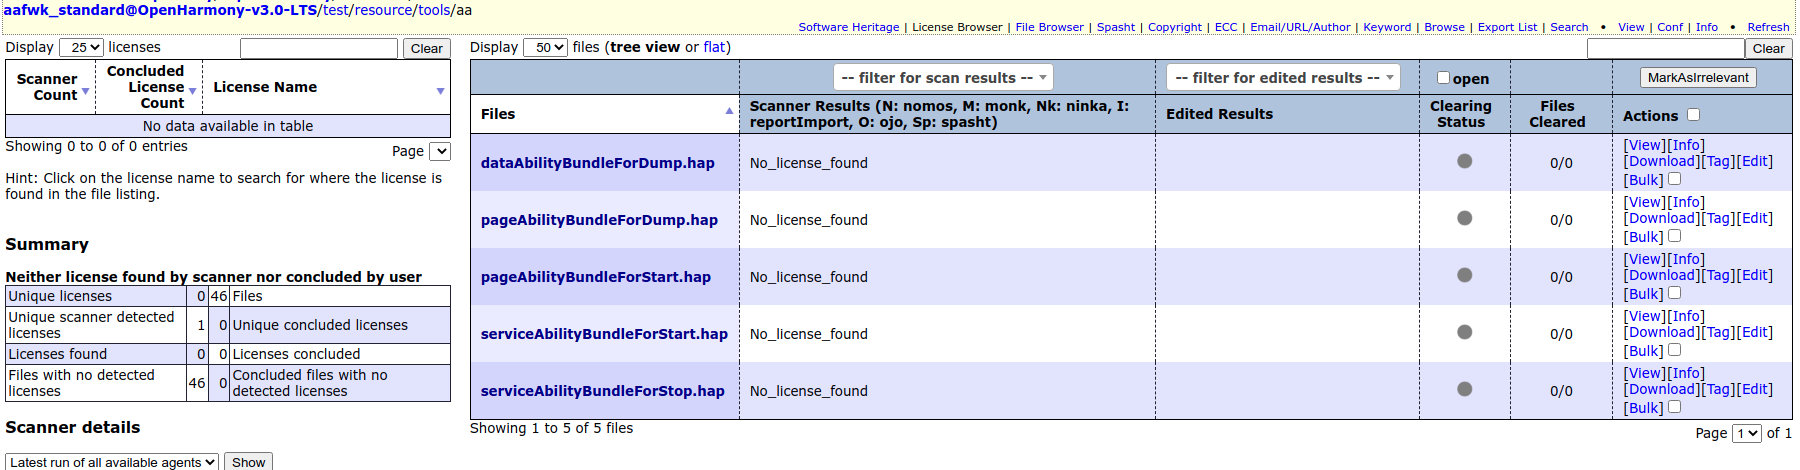 aafwk_standard@OpenHarmony-v3.0-LTS/test/resource/tools/aa
Software Heritage | License Browser | File Browser | Spasht | Copyright | ECC | Email/URL/Author | Keyword | Browse | Export List | Search • View | Conf | Info • Refresh
Display 25 licenses Clear
Scanner Count Concluded License Count License Name
No data available in table
Showing 0 to 0 of 0 entries
Page
Hint: Click on the license name to search for where the license is
found in the file listing.
Summary
Neither license found by scanner nor concluded by user
Unique licenses 0 46 Files
Unique scanner detected licenses 1 0 Unique concluded licenses
Licenses found 0 0 Licenses concluded
Files with no detected licenses 46 0 Concluded files with no detected licenses
Scanner details
Latest run of all available agents Show
Display 50 files (tree view or flat) Clear
-- filter for scan results -- -- filter for edited results -- open MarkAsIrrelevant
Files Scanner Results (N: nomos, M: monk, Nk: ninka, I: reportImport, O: ojo, Sp: spasht) Edited Results Clearing Status Files Cleared Actions
dataAbilityBundleForDump.hap No_license_found 0/0 [View][Info]
[Download][Tag][Edit]
[Bulk]
pageAbilityBundleForDump.hap No_license_found 0/0 [View][Info]
[Download][Tag][Edit]
[Bulk]
pageAbilityBundleForStart.hap No_license_found 0/0 [View][Info]
[Download][Tag][Edit]
[Bulk]
serviceAbilityBundleForStart.hap No_license_found 0/0 [View][Info]
[Download][Tag][Edit]
[Bulk]
serviceAbilityBundleForStop.hap No_license_found 0/0 [View][Info]
[Download][Tag][Edit]
[Bulk]
Showing 1 to 5 of 5 files
Page 1 of 1